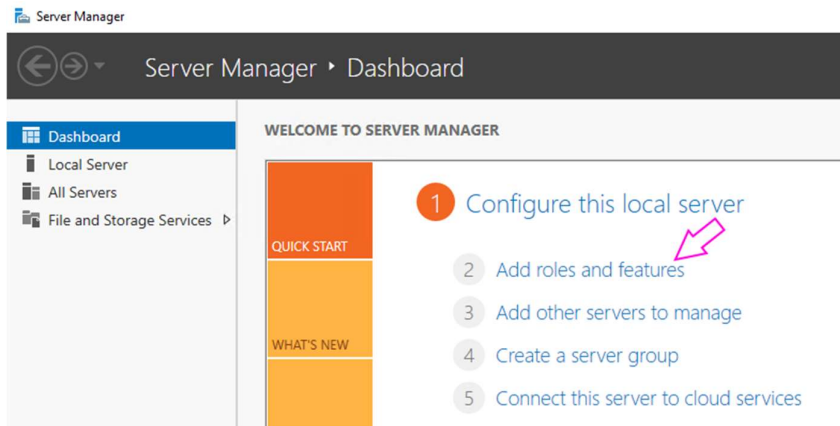 Server Manager
Server Manager ‣ Dashboard
Dashboard
Local Server
All Servers
File and Storage Services
WELCOME TO SERVER MANAGER
QUICK START
WHAT'S NEW
1 Configure this local server
2 Add roles and features
3 Add other servers to manage
4 Create a server group
5 Connect this server to cloud services